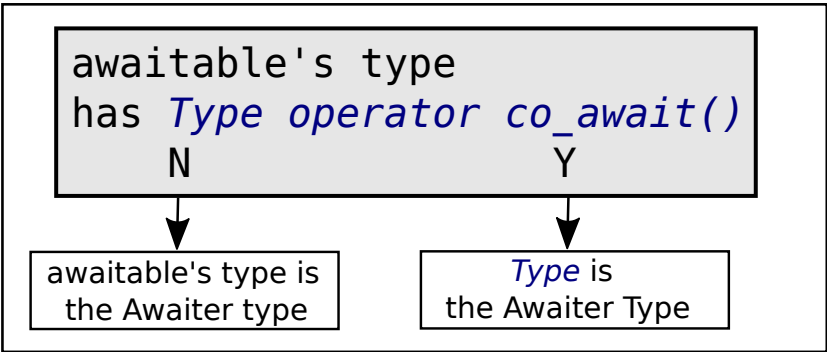 awaitable's type
has Type operator co_await()
N Y
awaitable's type is
the Awaiter type
Type is
the Awaiter Type